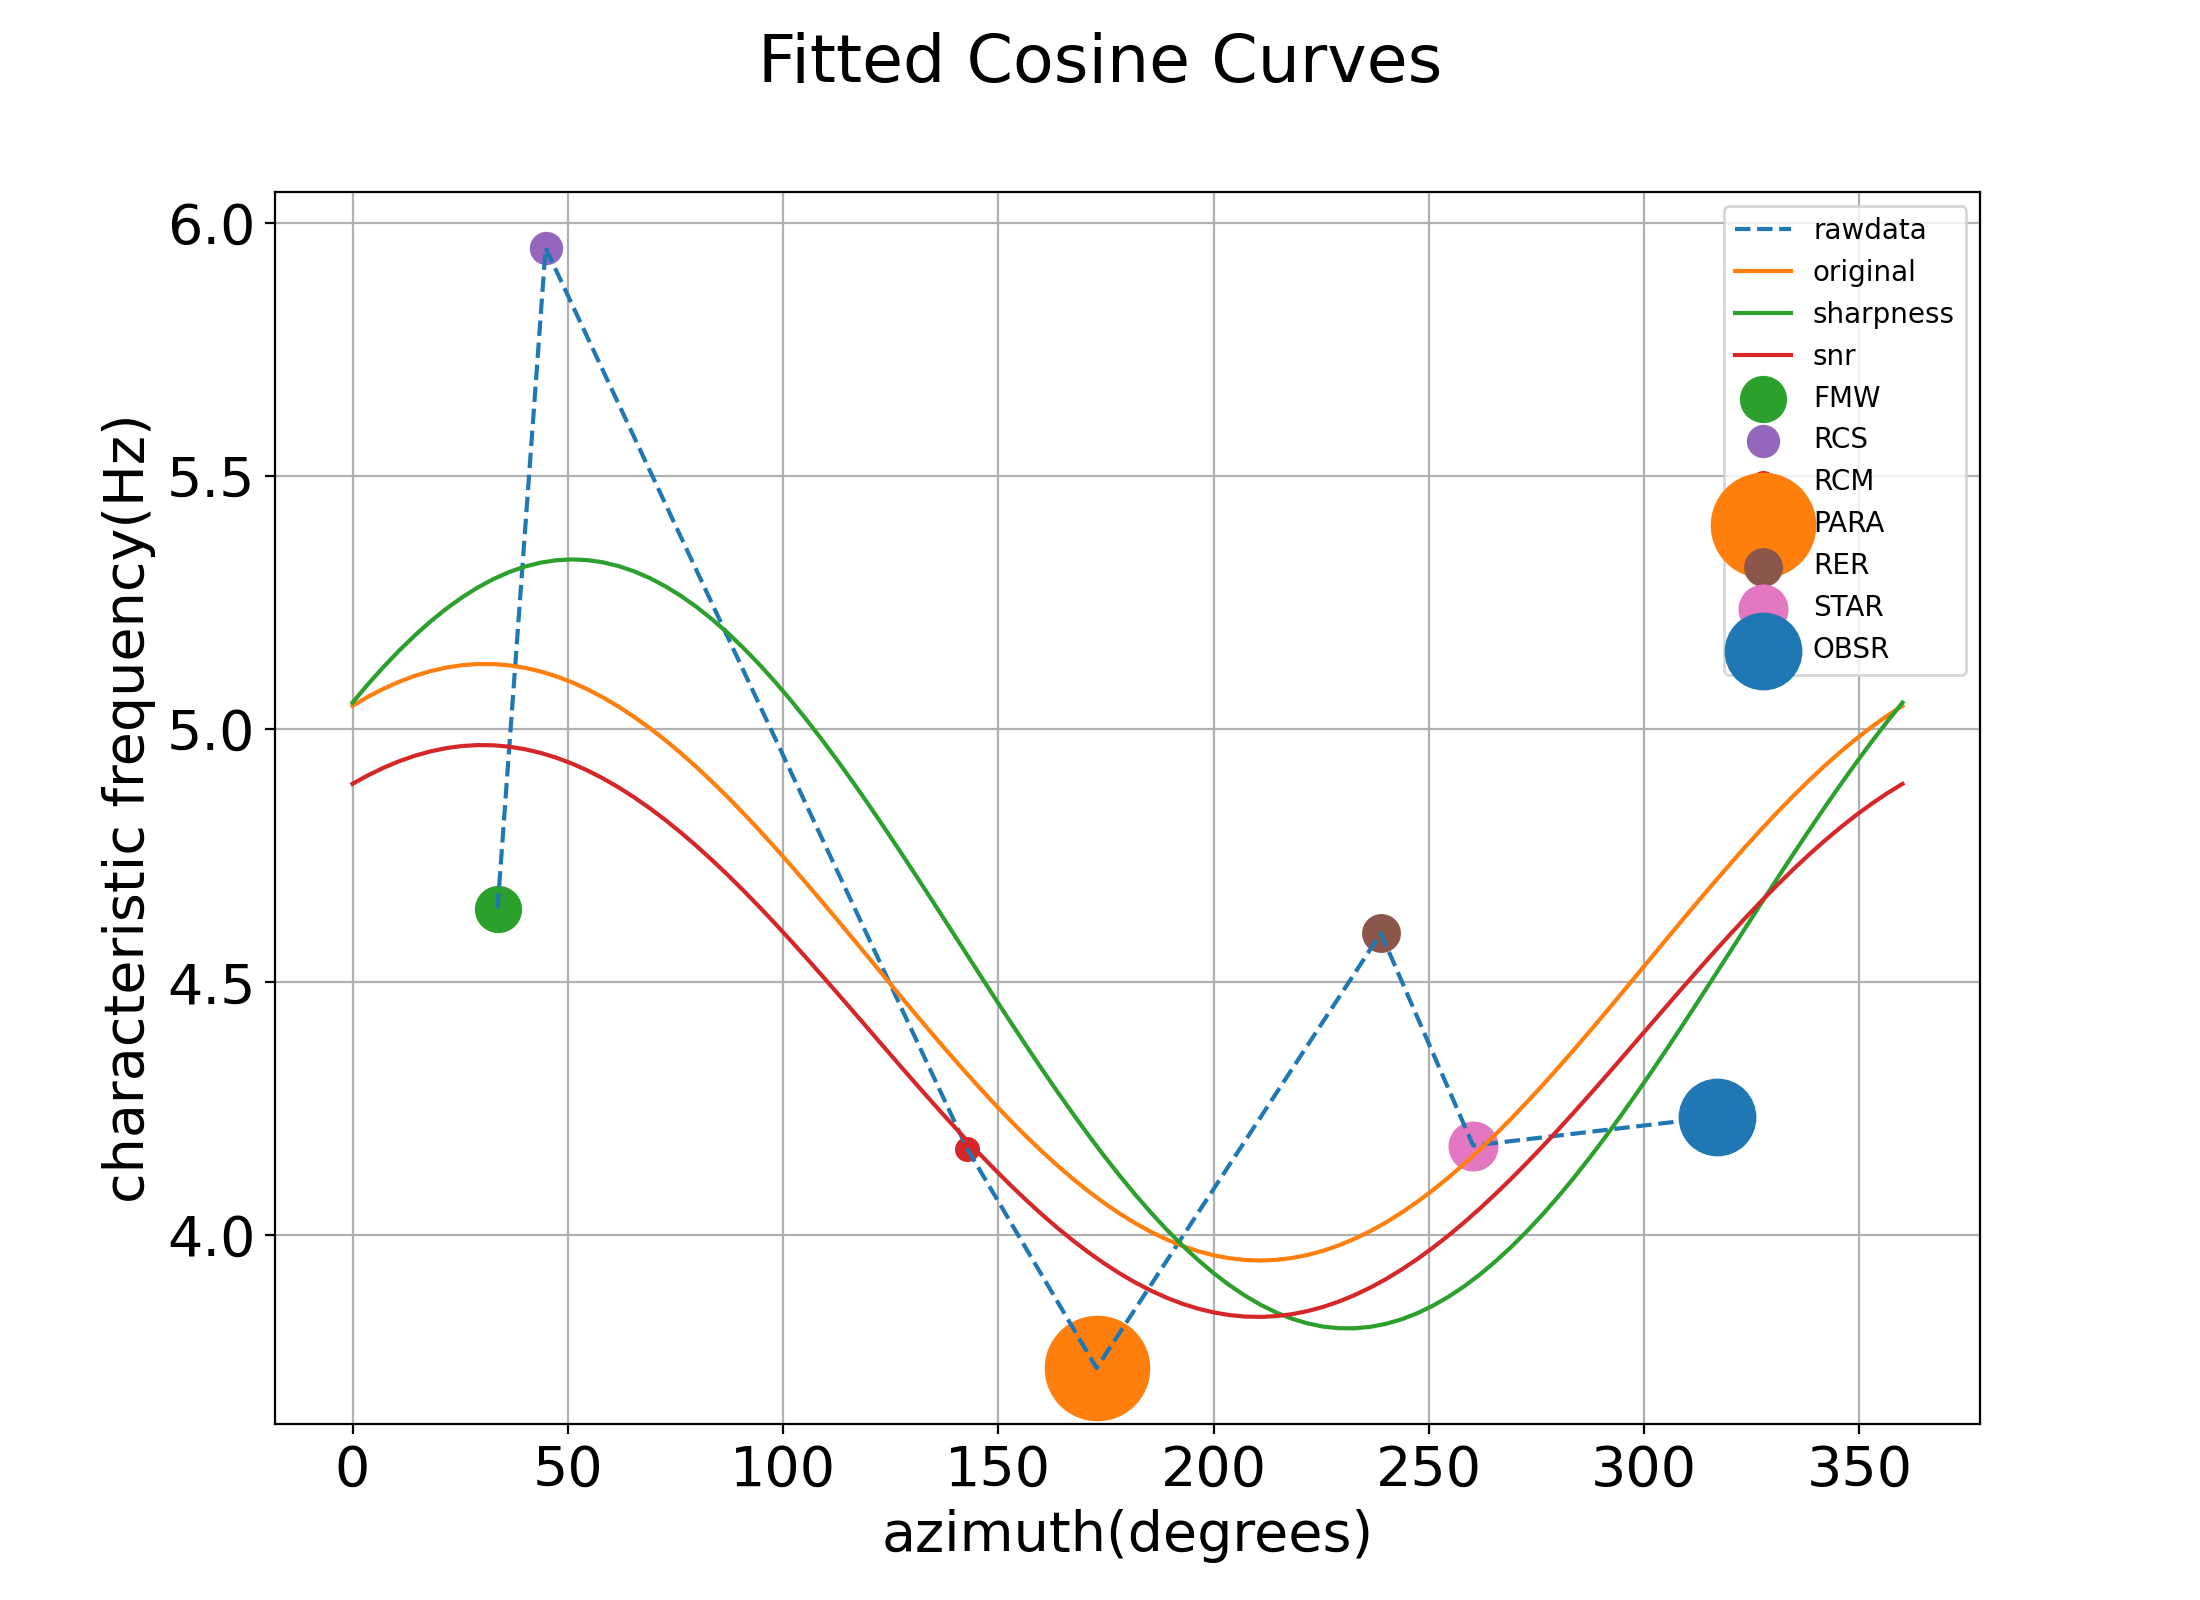 Fitted Cosine Curves
6.0
5.5
5.0
4.5
4.0
characteristic frequency(Hz)
rawdata
original
sharpness
snr
FMW
RCS
RCM
PARA
RER
STAR
OBSR
0 50 100 150 200 250 300 350
azimuth(degrees)